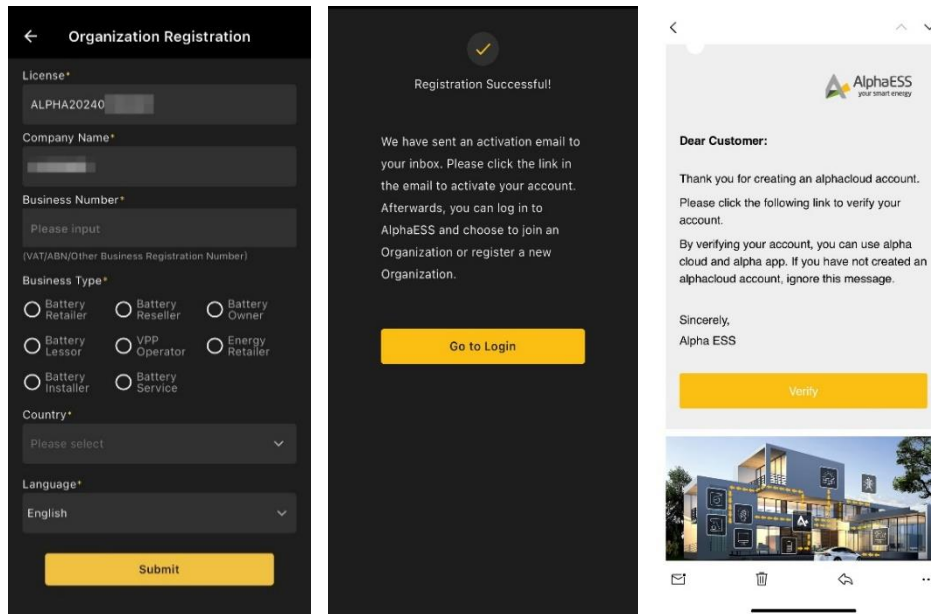 Organization Registration
License*
ALPHA20240
Company Name*
Business Number*
Please input
(VAT/ABN/Other Business Registration Number)
Business Type*
Battery Retailer
Battery Reseller
Battery Owner
Battery Lessor
VPP Operator
Energy Retailer
Battery Installer
Battery Service
Country*
Please select
Language*
English
Submit
Registration Successful!
We have sent an activation email to
your inbox. Please click the link in
the email to activate your account.
Afterwards, you can log in to
AlphaESS and choose to join an
Organization or register a new
Organization.
Go to Login
AlphaESS
your smart energy
Dear Customer:
Thank you for creating an alphacloud account.
Please click the following link to verify your
account.
By verifying your account, you can use alpha
cloud and alpha app. If you have not created an
alphacloud account, ignore this message.
Sincerely,
Alpha ESS
Verify
A+